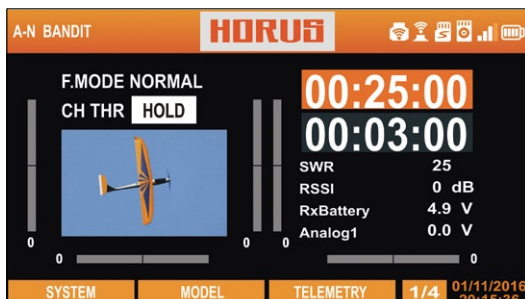 A-N BANDIT HORUS
F.MODE NORMAL
CH THR HOLD
00:25:00
00:03:00
SWR 25
RSSI 0 dB
RxBattery 4.9 V
Analog1 0.0 V
0 0 0 0 0
SYSTEM MODEL TELEMETRY 1/4 01/11/2016